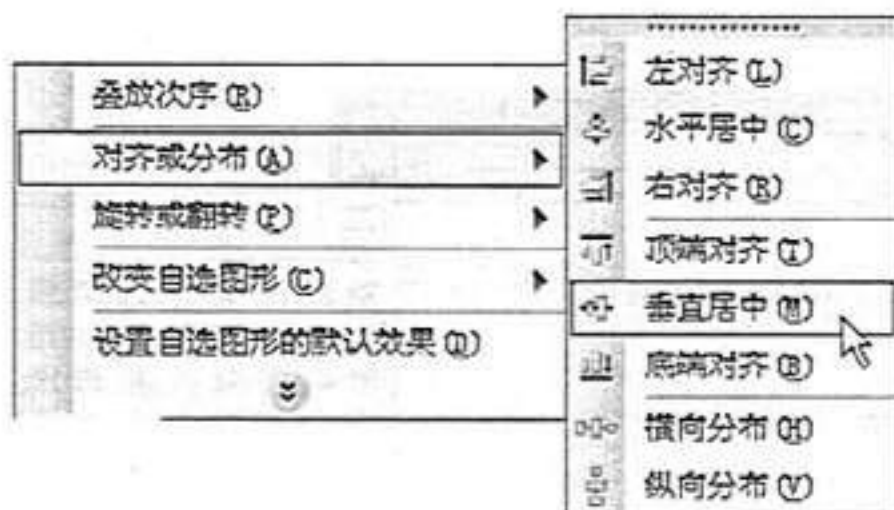 叠放次序(R)
对齐或分布(A)
旋转或翻转(P)
改变自选图形(C)
设置自选图形的默认效果(D)
左对齐(L)
水平居中(C)
右对齐(R)
顶端对齐(T)
垂直居中(M)
底端对齐(B)
横向分布(H)
纵向分布(V)